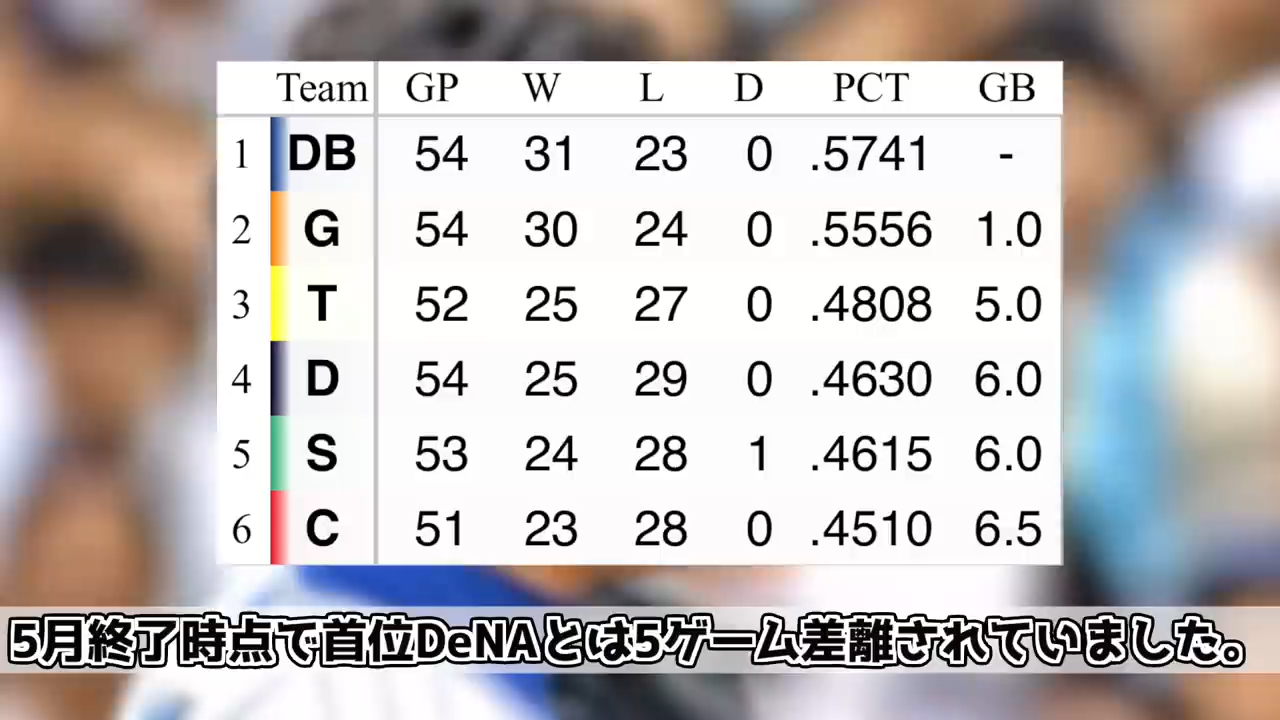 Team GP W L D PCT GB
1 DB 54 31 23 0 .5741 -
2 G 54 30 24 0 .5556 1.0
3 T 52 25 27 0 .4808 5.0
4 D 54 25 29 0 .4630 6.0
5 S 53 24 28 1 .4615 6.0
6 C 51 23 28 0 .4510 6.5
5月終了時点で首位DeNAとは5ゲーム差離されていました。